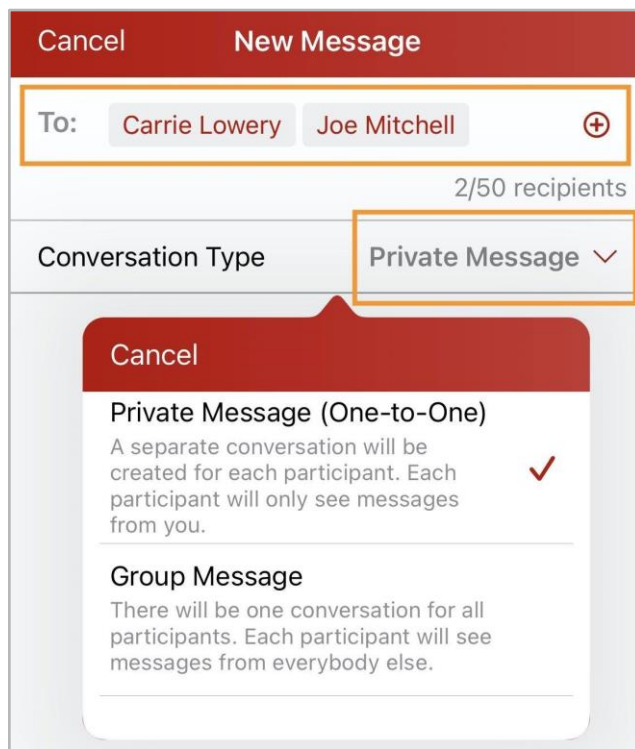 Cancel New Message
To: Carrie Lowery Joe Mitchell
2/50 recipients
Conversation Type Private Message
Cancel
Private Message (One-to-One)
A separate conversation will be
created for each participant. Each
participant will only see messages
from you.
Group Message
There will be one conversation for all
participants. Each participant will see
messages from everybody else.